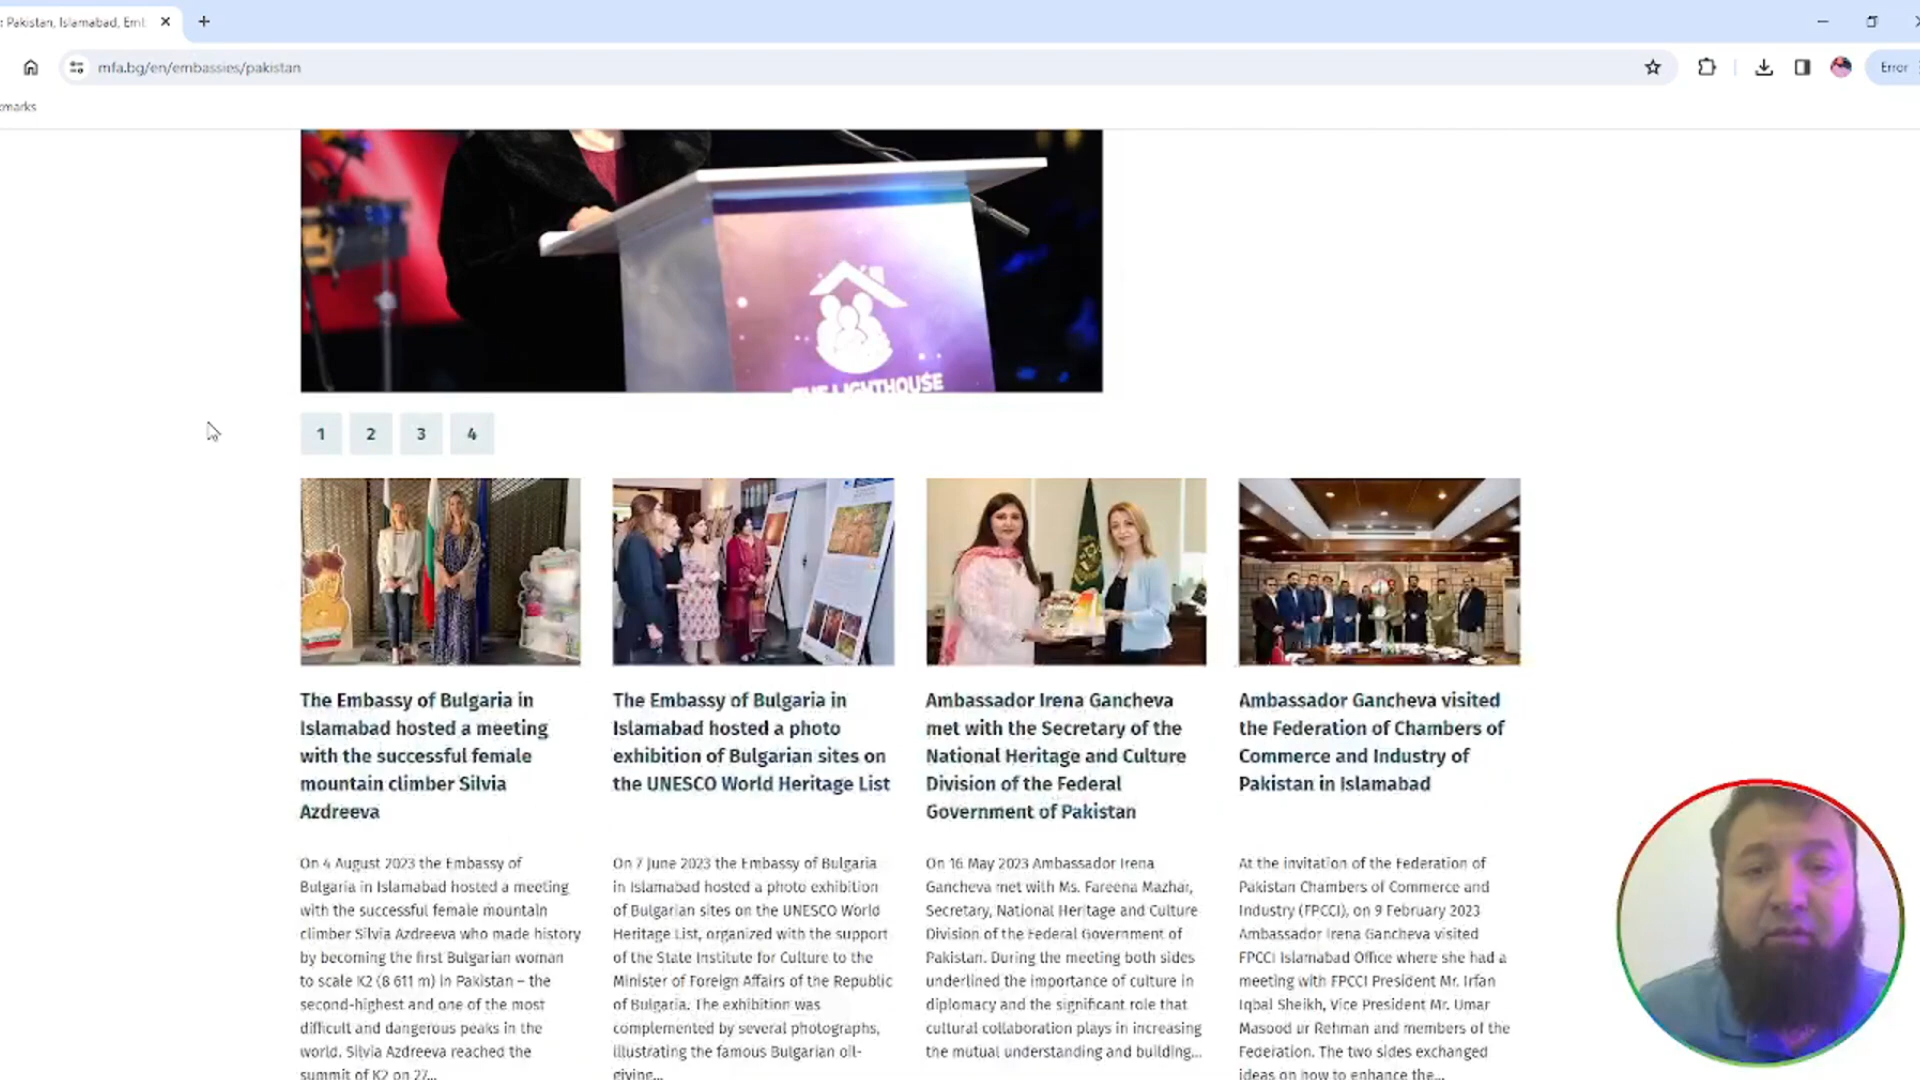 : Pakistan, Islamabad, Em
mfa.bg/en/embassies/pakistan
Error
kmarks
THE LIGHTHOUSE
1 2 3 4
The Embassy of Bulgaria in
Islamabad hosted a meeting
with the successful female
mountain climber Silvia
Azdreeva
On 4 August 2023 the Embassy of
Bulgaria in Islamabad hosted a meeting
with the successful female mountain
climber Silvia Azdreeva who made history
by becoming the first Bulgarian woman
to scale K2 (8 611 m) in Pakistan – the
second-highest and one of the most
difficult and dangerous peaks in the
world. Silvia Azdreeva reached the
summit of K2 on 27...
The Embassy of Bulgaria in
Islamabad hosted a photo
exhibition of Bulgarian sites on
the UNESCO World Heritage List
On 7 June 2023 the Embassy of Bulgaria
in Islamabad hosted a photo exhibition
of Bulgarian sites on the UNESCO World
Heritage List, organized with the support
of the State Institute for Culture to the
Minister of Foreign Affairs of the Republic
of Bulgaria. The exhibition was
complemented by several photographs,
illustrating the famous Bulgarian oil-
giving...
Ambassador Irena Gancheva
met with the Secretary of the
National Heritage and Culture
Division of the Federal
Government of Pakistan
On 16 May 2023 Ambassador Irena
Gancheva met with Ms. Fareena Mazhar,
Secretary, National Heritage and Culture
Division of the Federal Government of
Pakistan. During the meeting both sides
underlined the importance of culture in
diplomacy and the significant role that
cultural collaboration plays in increasing
the mutual understanding and building...
Ambassador Gancheva visited
the Federation of Chambers of
Commerce and Industry of
Pakistan in Islamabad
At the invitation of the Federation of
Pakistan Chambers of Commerce and
Industry (FPCCI), on 9 February 2023
Ambassador Irena Gancheva visited
FPCCI Islamabad Office where she had a
meeting with FPCCI President Mr. Irfan
Iqbal Sheikh, Vice President Mr. Umar
Masood ur Rehman and members of the
Federation. The two sides exchanged
ideas on how to enhance the...